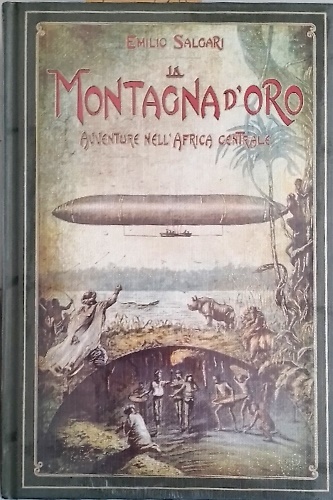 EMILIO SALGARI
LA
MONTAGNA D'ORO
AVVENTURE NELL'AFRICA CENTRALE